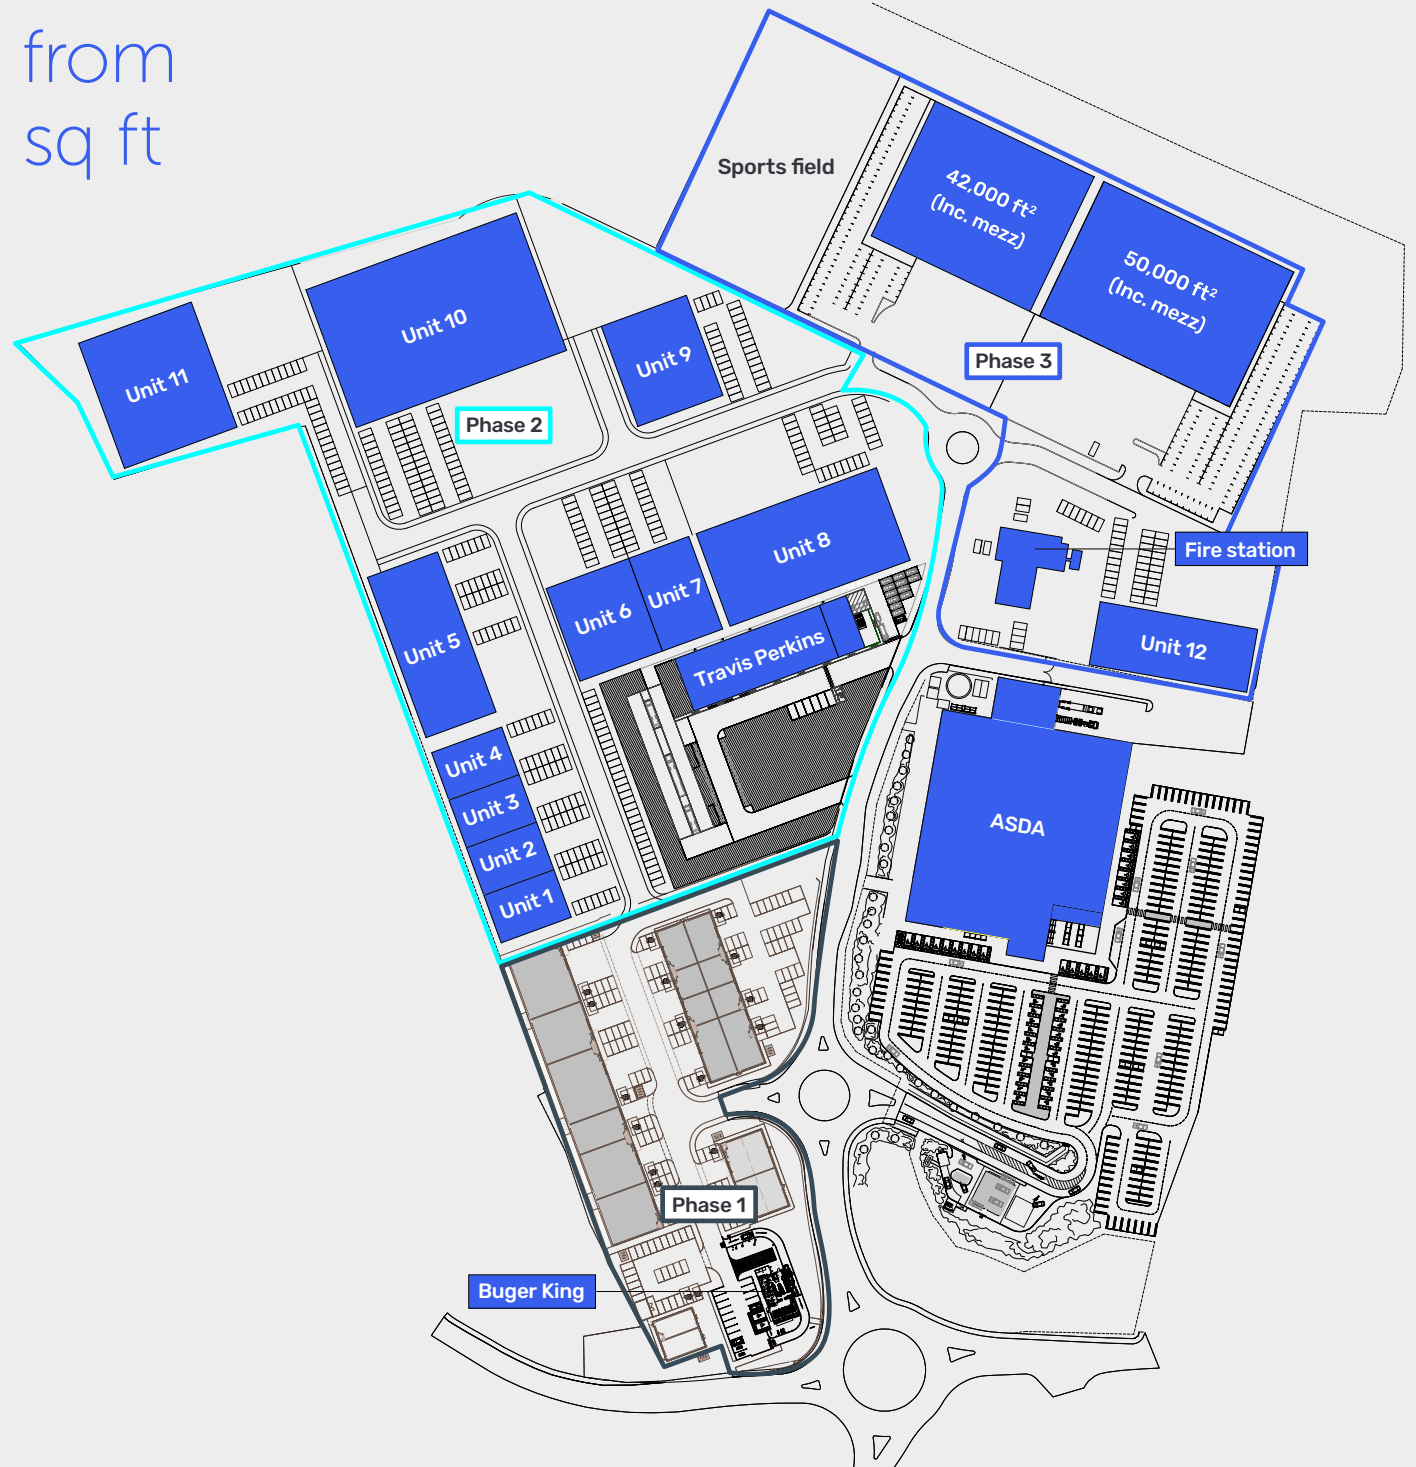 from
sq ft
Sports field
42,000 ft²
(Inc. mezz)
50,000 ft²
(Inc. mezz)
Unit 10
Unit 11
Unit 9
Phase 3
Phase 2
Unit 8
Fire station
Unit 7
Unit 6
Unit 5
Travis Perkins
Unit 12
Unit 4
Unit 3
Unit 2
Unit 1
ASDA
Phase 1
Buger King